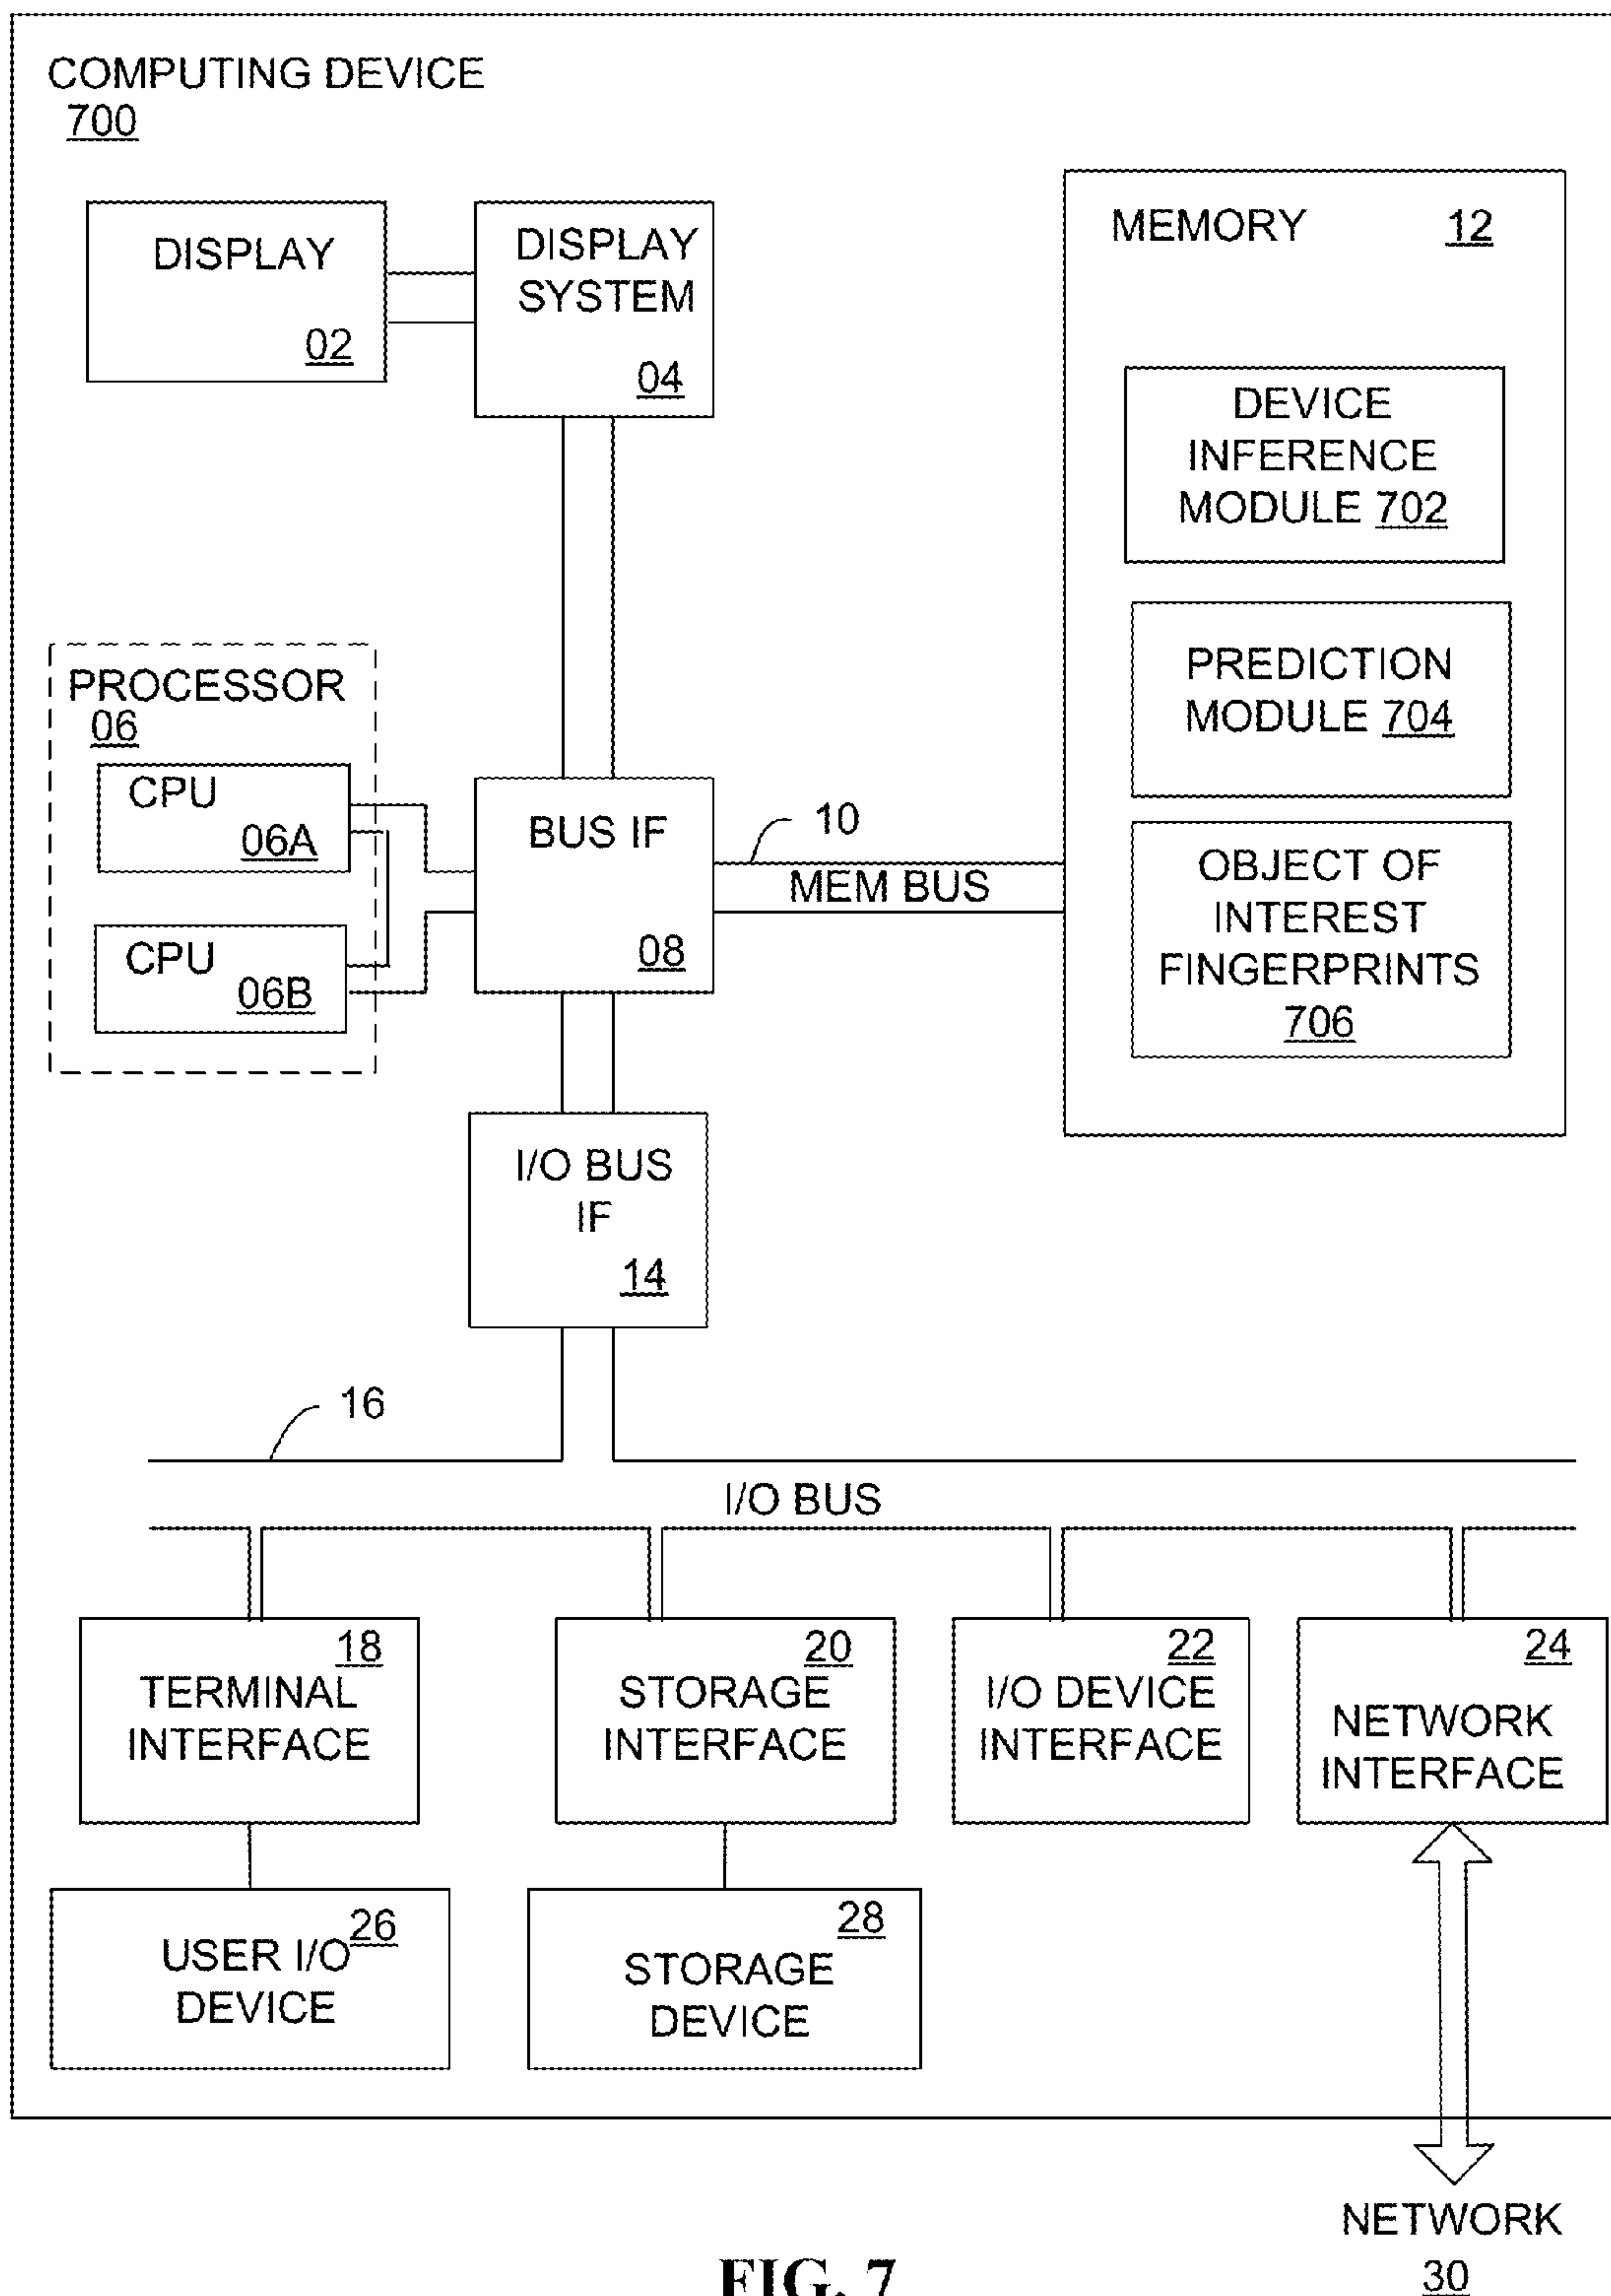 COMPUTING DEVICE
700
DISPLAY
02
DISPLAY
SYSTEM
04
MEMORY 12
DEVICE
INFERENCE
MODULE 702
PREDICTION
MODULE 704
OBJECT OF
INTEREST
FINGERPRINTS
706
PROCESSOR
06
CPU
06A
CPU
06B
BUS IF
08
10
MEM BUS
I/O BUS
IF
14
16
I/O BUS
18
TERMINAL
INTERFACE
20
STORAGE
INTERFACE
22
I/O DEVICE
INTERFACE
24
NETWORK
INTERFACE
26
USER I/O
DEVICE
28
STORAGE
DEVICE
NETWORK
30
FIG. 7